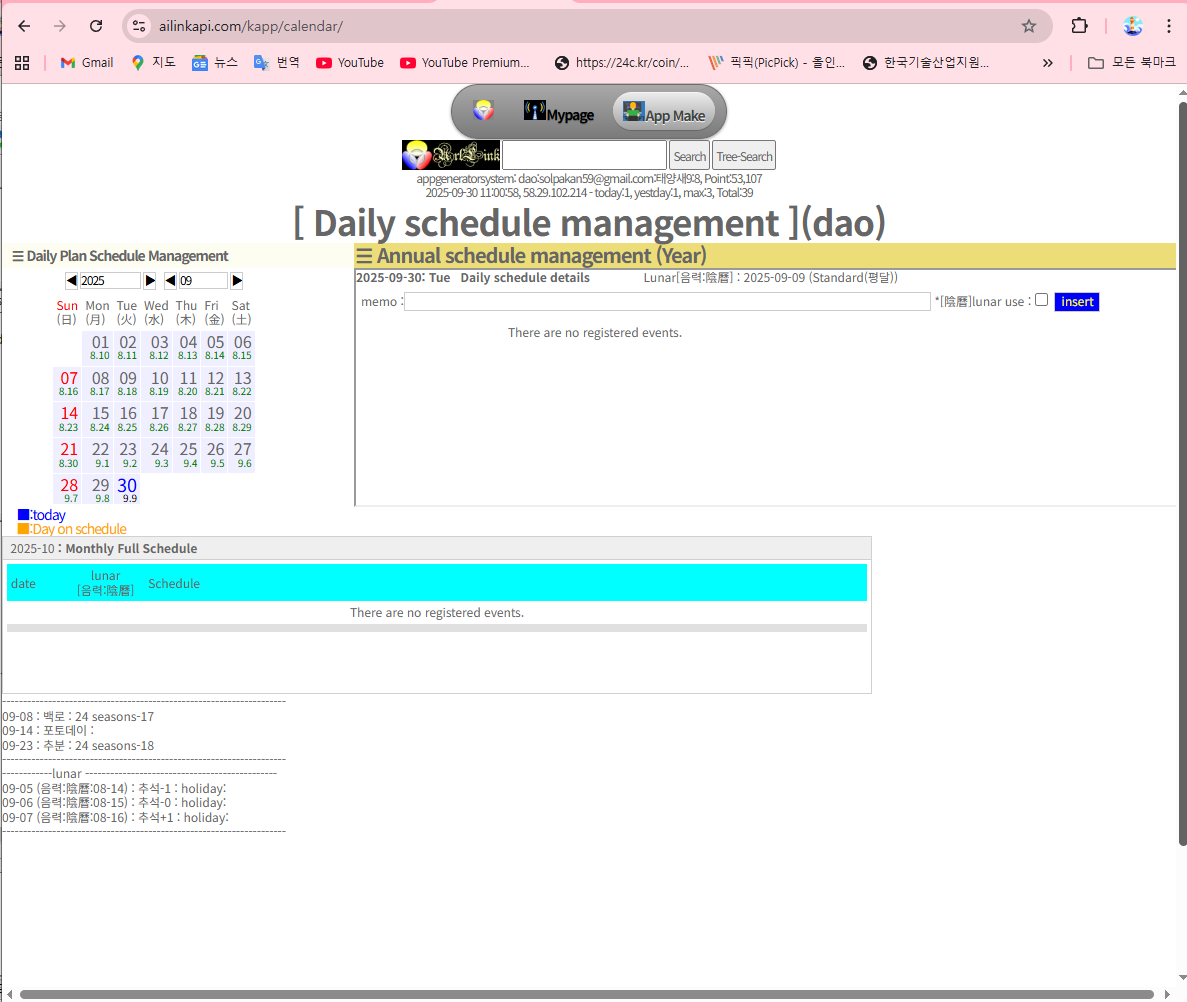 ailinkapi.com/kapp/calendar/
Gmail 지도 뉴스 번역 YouTube YouTube Premium... https://24c.kr/coin/... 픽픽(PicPick) - 올인... 한국기술산업지원... » 모든 북마크
Mypage App Make
UrlLink Search Tree-Search
appgeneratorsystem: dao:solpakan59@gmail.com:태양새9:8, Point:53,107
2025-09-30 11:00:58, 58.29.102.214 - today:1, yestday:1, max:3, Total:39
[ Daily schedule management ](dao)
☰ Daily Plan Schedule Management
◀ 2025 ▶ ◀ 09 ▶
Sun Mon Tue Wed Thu Fri Sat
(日) (月) (火) (水) (木) (金) (土)
01 02 03 04 05 06
8.10 8.11 8.12 8.13 8.14 8.15
07 08 09 10 11 12 13
8.16 8.17 8.18 8.19 8.20 8.21 8.22
14 15 16 17 18 19 20
8.23 8.24 8.25 8.26 8.27 8.28 8.29
21 22 23 24 25 26 27
8.30 9.1 9.2 9.3 9.4 9.5 9.6
28 29 30
9.7 9.8 9.9
■:today
■:Day on schedule
☰ Annual schedule management (Year)
2025-09-30: Tue Daily schedule details Lunar[음력:陰曆] : 2025-09-09 (Standard(평달))
memo : *[陰曆]lunar use : insert
There are no registered events.
2025-10 : Monthly Full Schedule
date lunar Schedule
[음력:陰曆]
There are no registered events.
----------------------------------------------------------------------
09-08 : 백로 : 24 seasons-17
09-14 : 포토데이 :
09-23 : 추분 : 24 seasons-18
----------------------------------------------------------------------
------------lunar -----------------------------------------------
09-05 (음력:陰曆:08-14) : 추석-1 : holiday:
09-06 (음력:陰曆:08-15) : 추석-0 : holiday:
09-07 (음력:陰曆:08-16) : 추석+1 : holiday:
----------------------------------------------------------------------